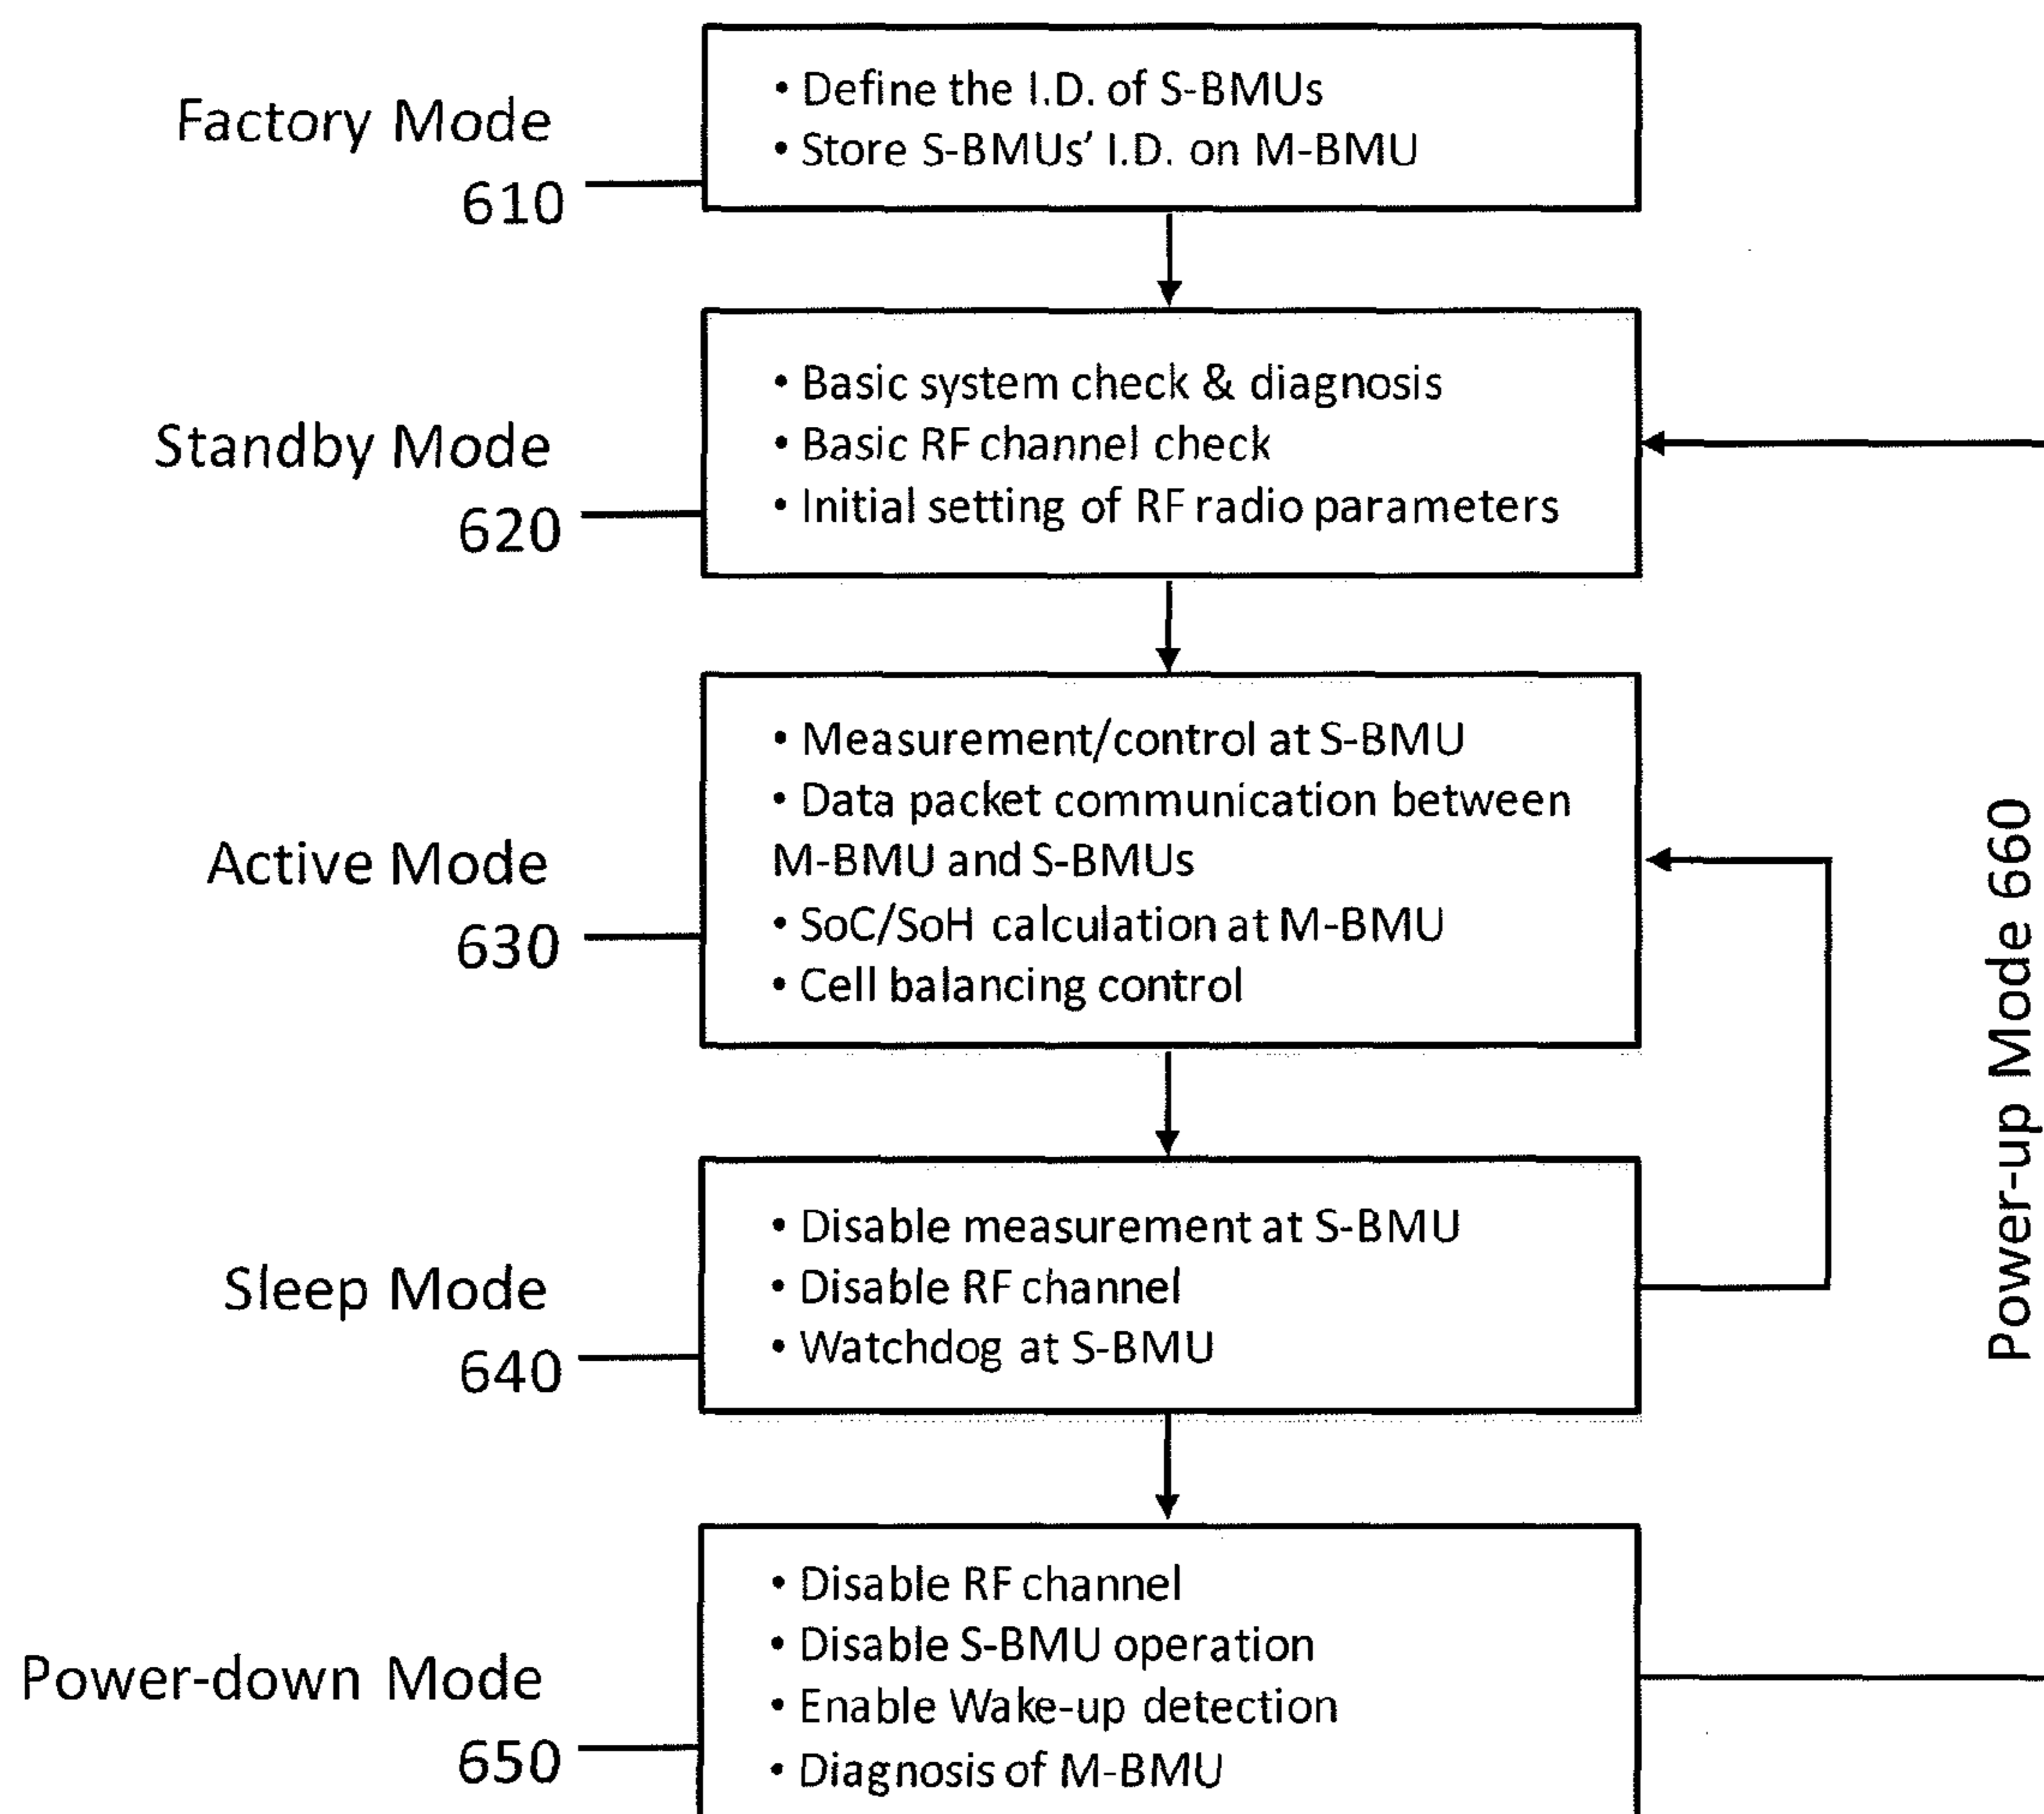 Factory Mode
610
• Define the I.D. of S-BMUs
• Store S-BMUs' I.D. on M-BMU
Standby Mode
620
• Basic system check & diagnosis
• Basic RF channel check
• Initial setting of RF radio parameters
Active Mode
630
• Measurement/control at S-BMU
• Data packet communication between
M-BMU and S-BMUs
• SoC/SoH calculation at M-BMU
• Cell balancing control
Power-up Mode 660
Sleep Mode
640
• Disable measurement at S-BMU
• Disable RF channel
• Watchdog at S-BMU
Power-down Mode
650
• Disable RF channel
• Disable S-BMU operation
• Enable Wake-up detection
• Diagnosis of M-BMU